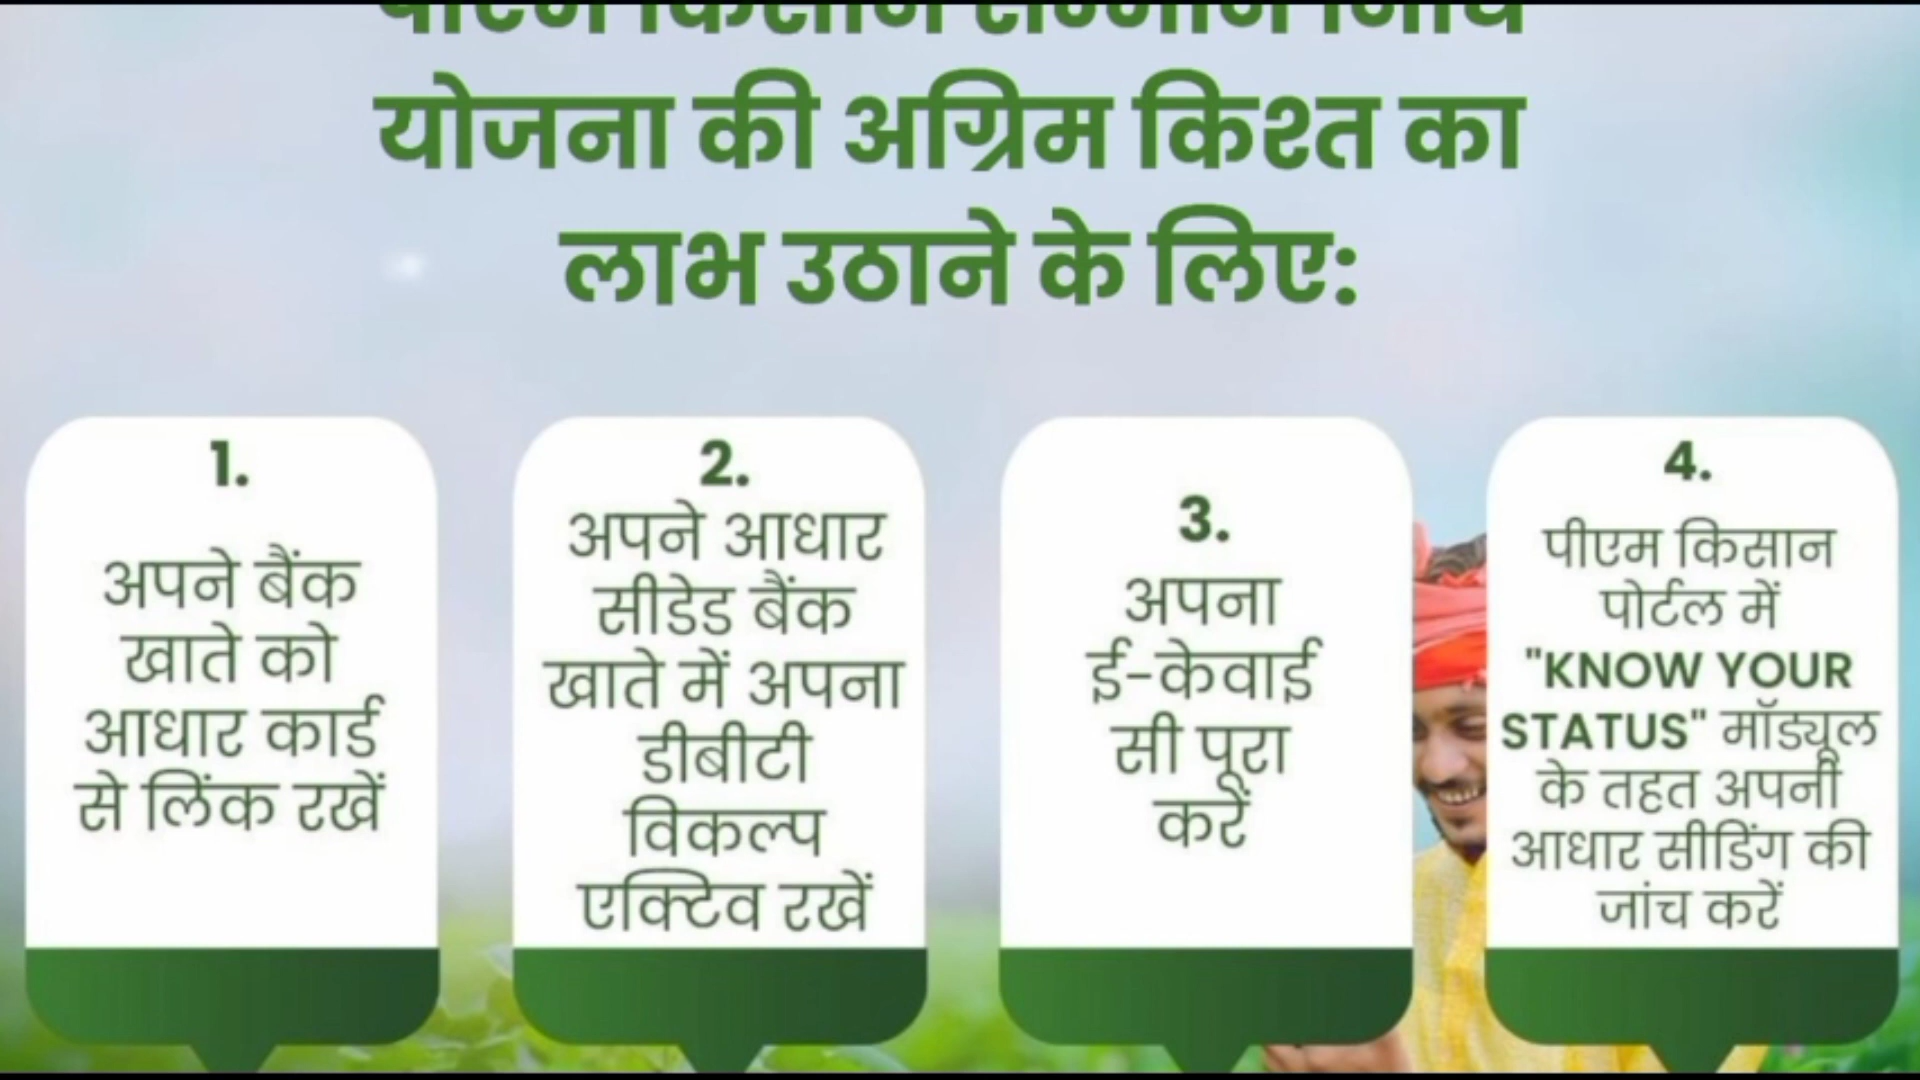 किसान सम्मान
योजना की अग्रिम किश्त का
लाभ उठाने के लिए:
1.
अपने बैंक
खाते को
आधार कार्ड
से लिंक रखें
2.
अपने आधार
सीडेड बैंक
खाते में अपना
डीबीटी
विकल्प
एक्टिव रखें
3.
अपना
ई-केवाई
सी पूरा
करें
4.
पीएम किसान
पोर्टल में
"KNOW YOUR
STATUS" मॉड्यूल
के तहत अपनी
आधार सीडिंग की
जांच करें